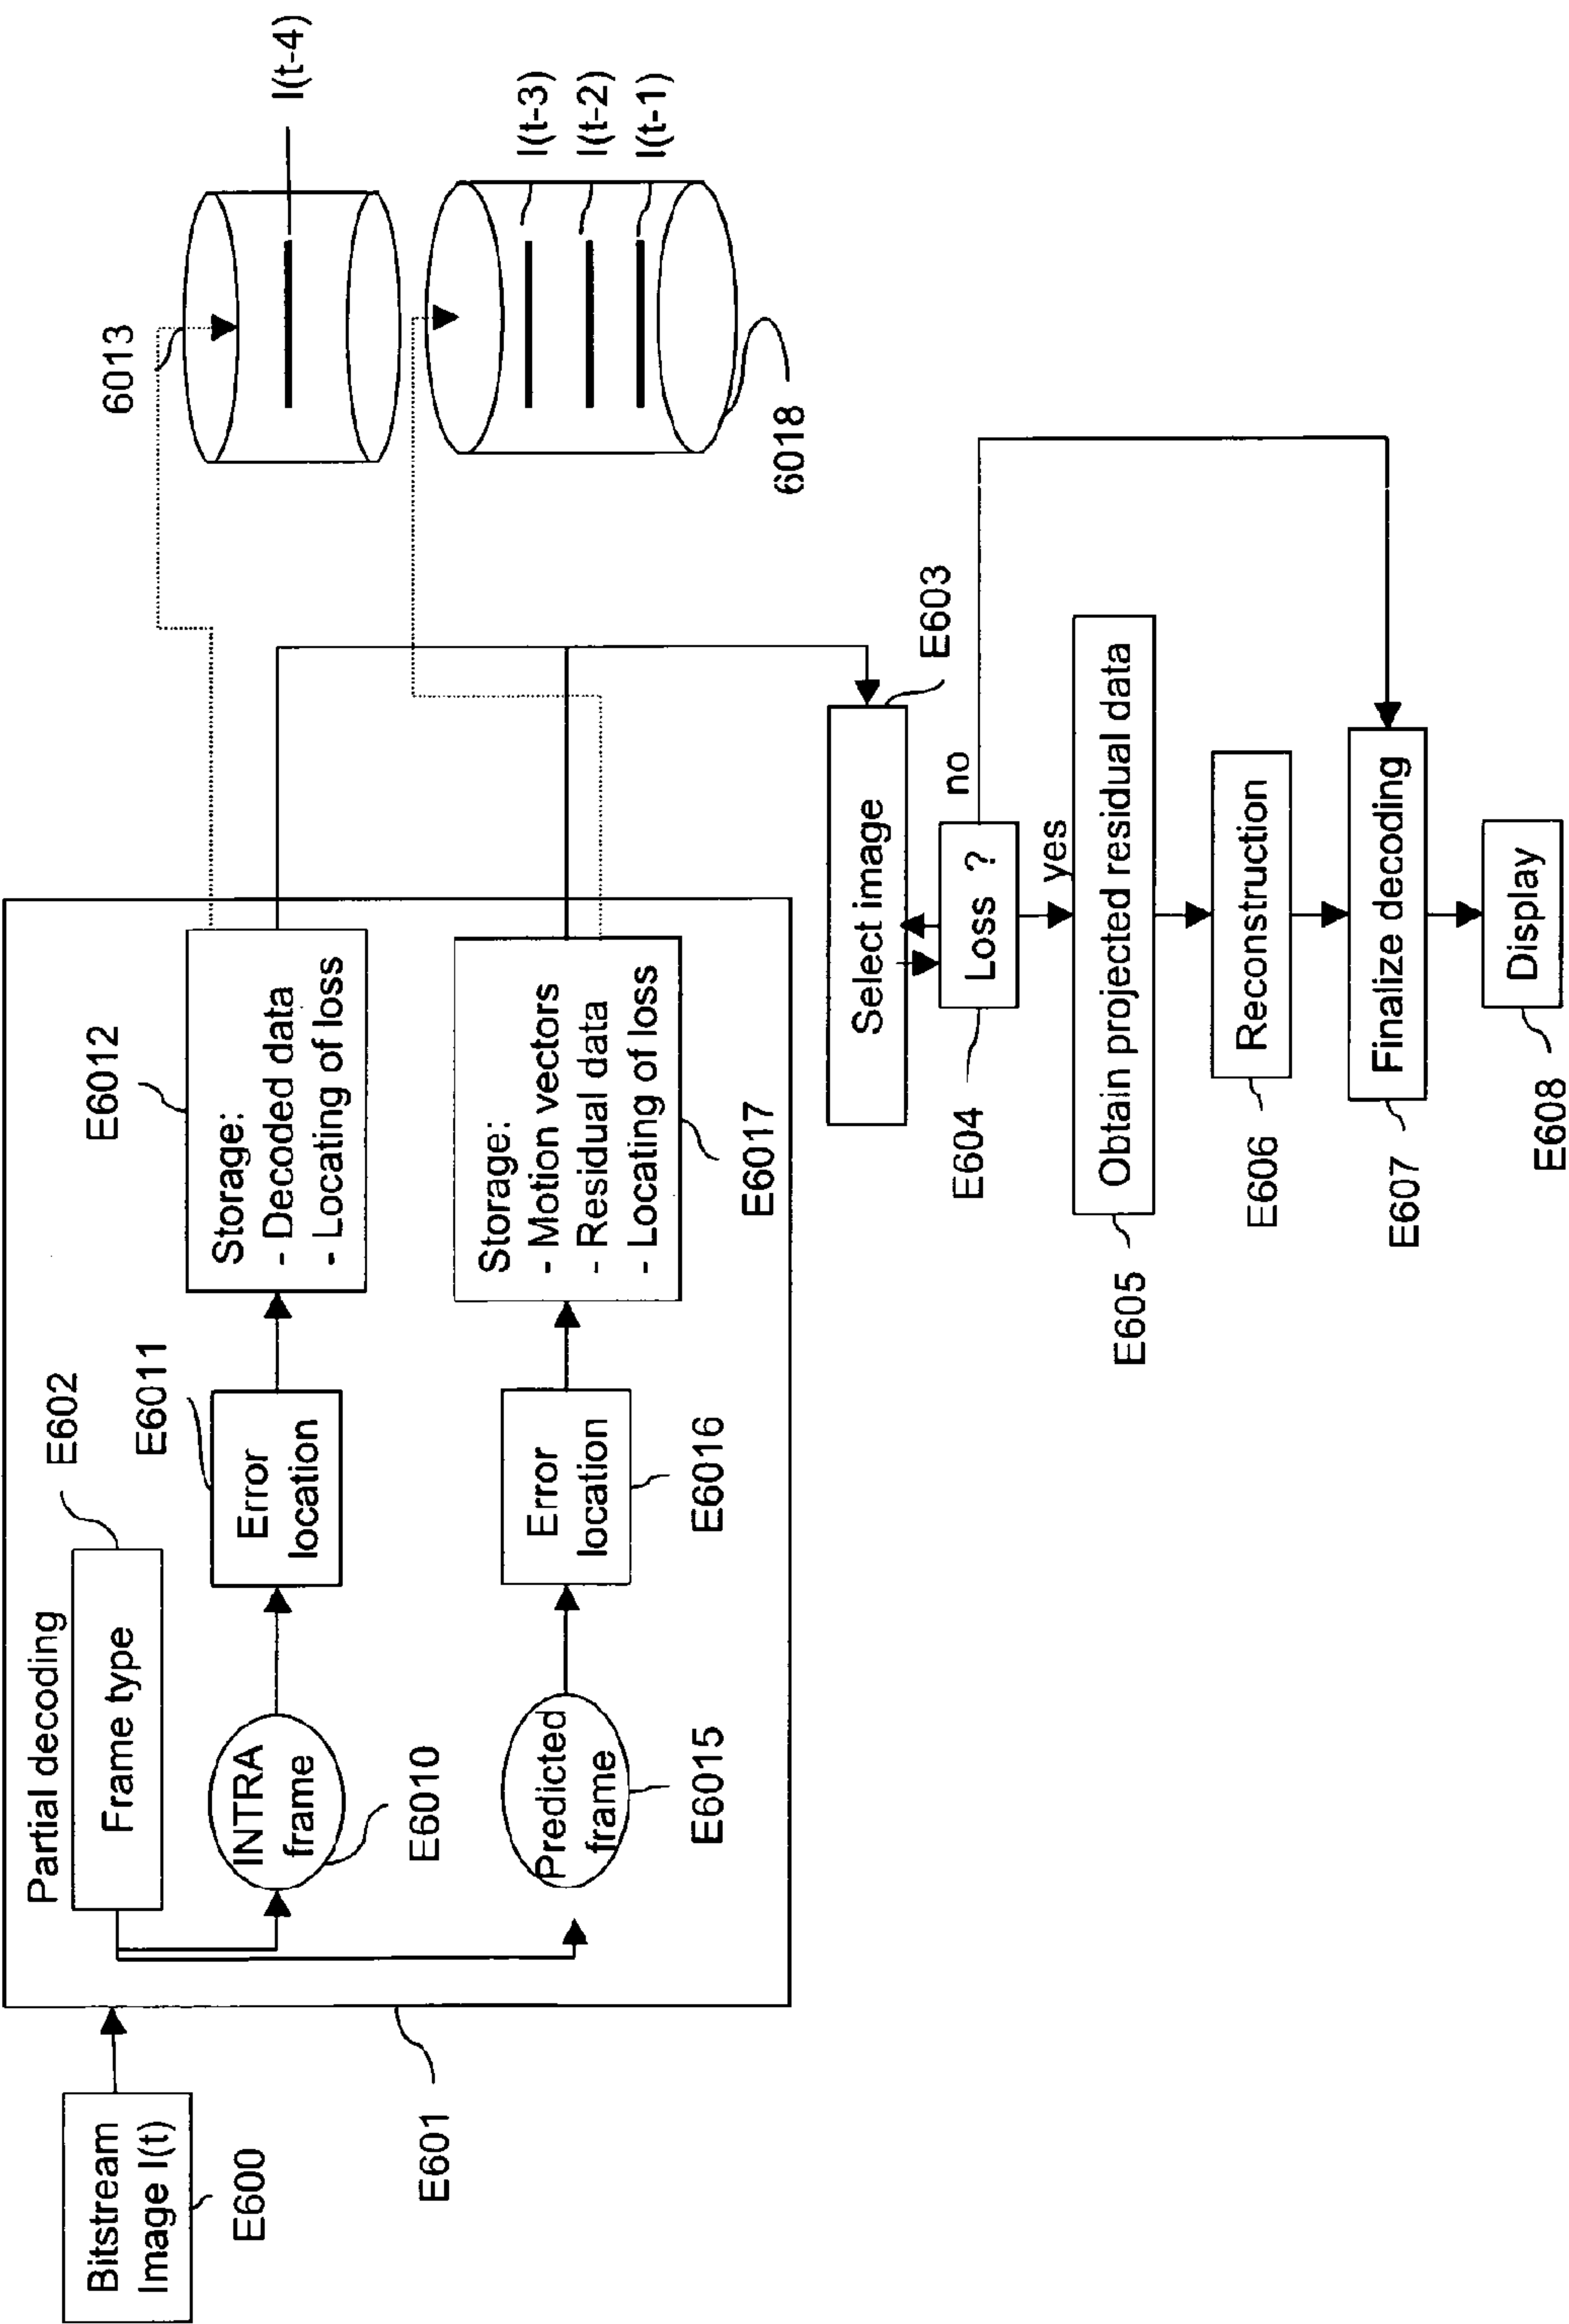 Bitstream
Image I(t)
E600
E601
Partial decoding
Frame type
E602
INTRA
frame
E6010
Error
location
E6011
Storage:
- Decoded data
- Locating of loss
E6012
Predicted
frame
E6015
Error
location
E6016
Storage:
- Motion vectors
- Residual data
- Locating of loss
E6017
6013
I(t-4)
I(t-3)
I(t-2)
I(t-1)
6018
Select image
E603
Loss ?
no
yes
E604
Obtain projected residual data
E605
Reconstruction
E606
Finalize decoding
E607
Display
E608